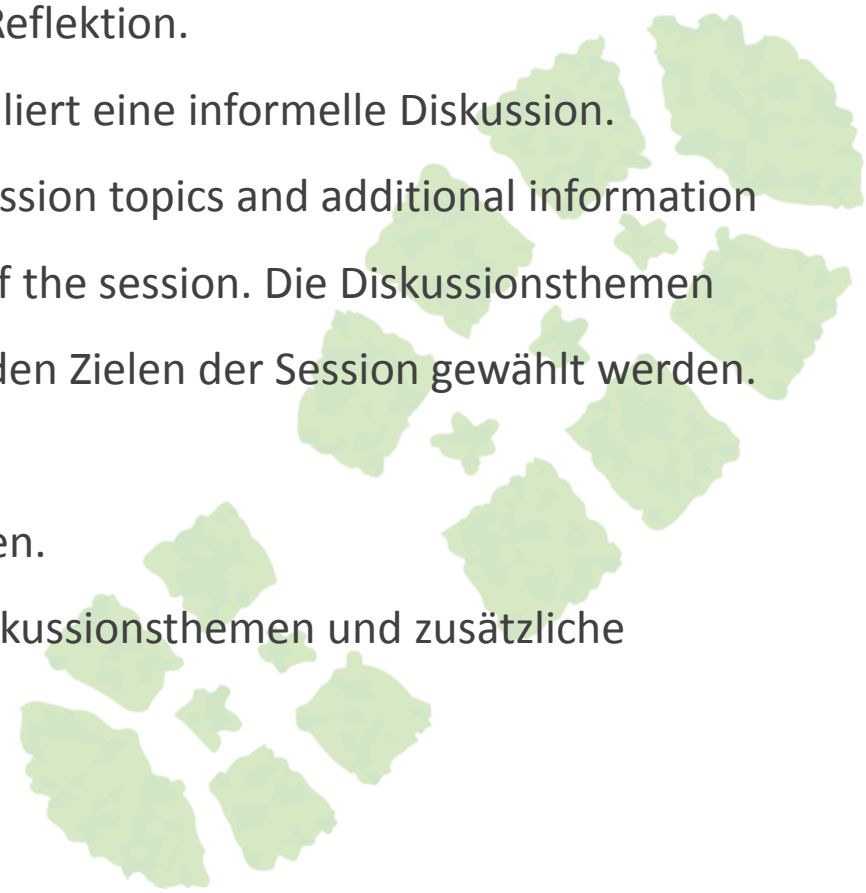 Reflektion.
liert eine informelle Diskussion.
ssion topics and additional information
f the session. Die Diskussionsthemen
den Zielen der Session gewählt werden.
en.
kussionsthemen und zusätzliche